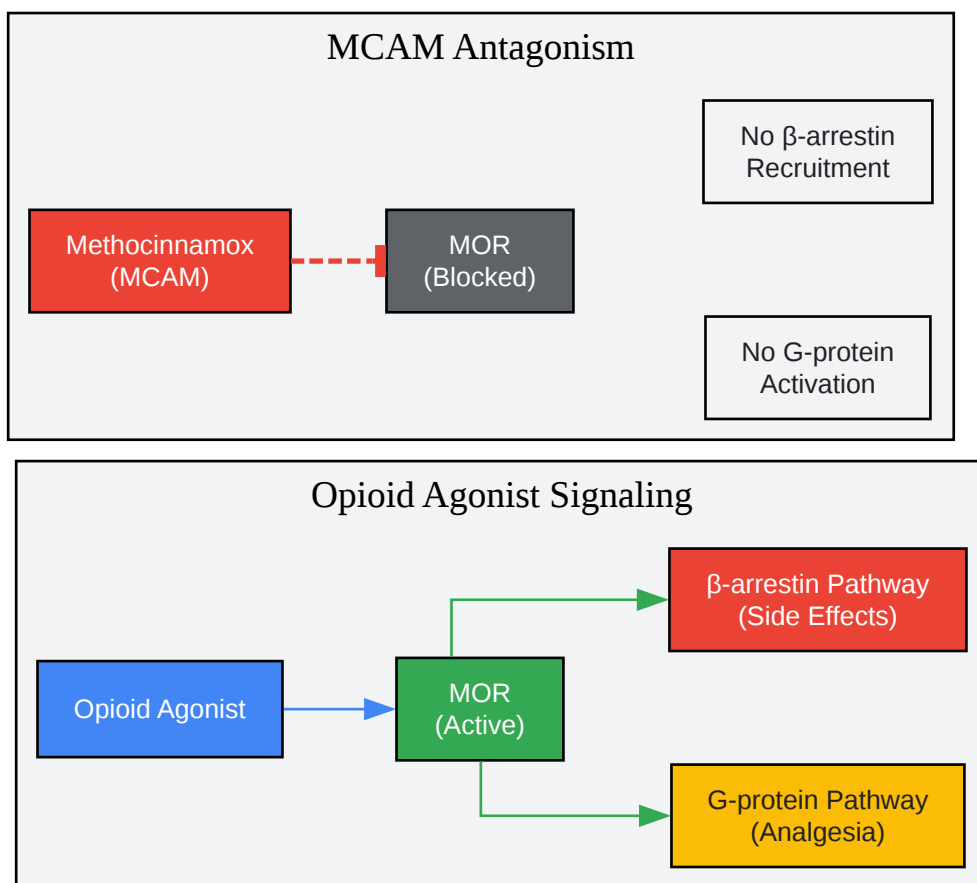 MCAM Antagonism
No β-arrestin
Recruitment
Methocinnamox
(MCAM)
MOR
(Blocked)
No G-protein
Activation
Opioid Agonist Signaling
β-arrestin Pathway
(Side Effects)
Opioid Agonist
MOR
(Active)
G-protein Pathway
(Analgesia)